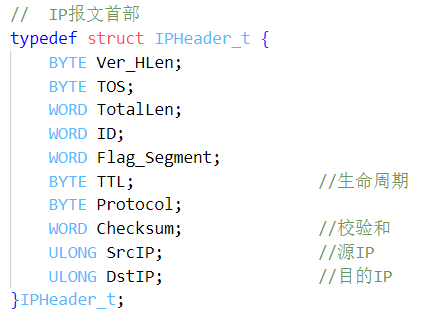 //  IP报文首部
typedef struct IPHeader_t {
    BYTE Ver_HLen;
    BYTE TOS;
    WORD TotalLen;
    WORD ID;
    WORD Flag_Segment;
    BYTE TTL;                 //生命周期
    BYTE Protocol;
    WORD Checksum;            //校验和
    ULONG SrcIP;              //源IP
    ULONG DstIP;              //目的IP
}IPHeader_t;